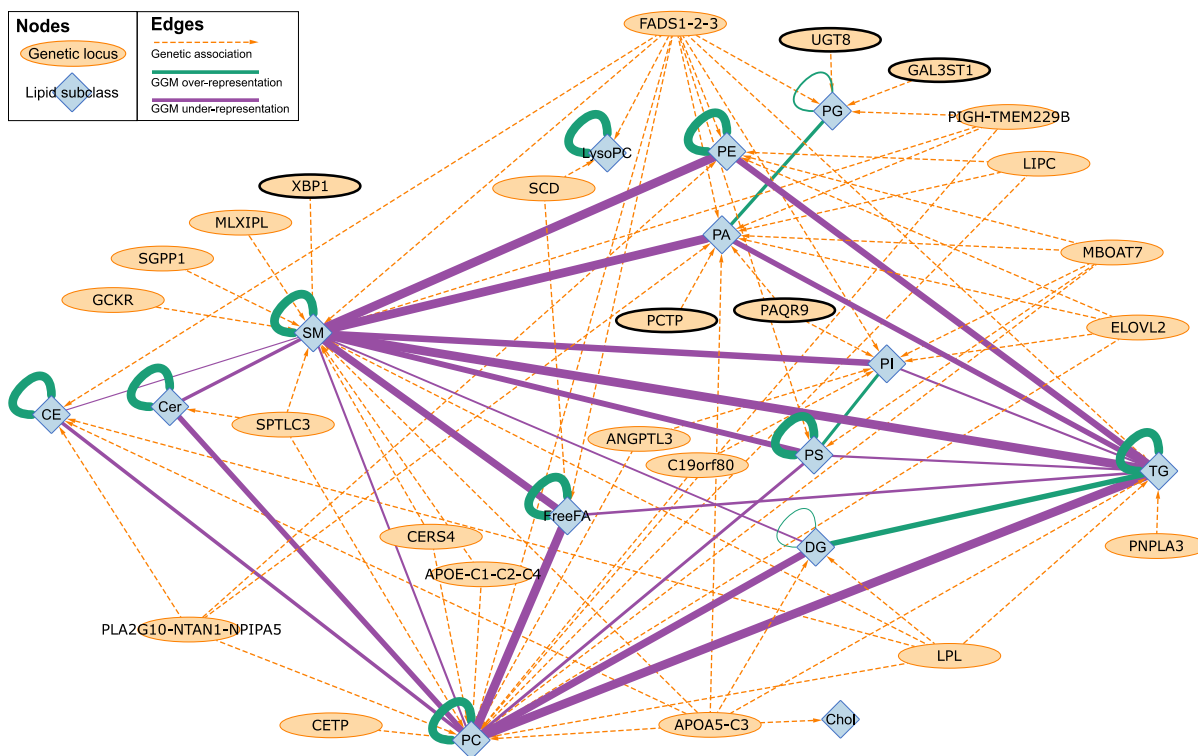 Nodes
Genetic locus
Lipid subclass
Edges
Genetic association
GGM over-representation
GGM under-representation
FADS1-2-3
UGT8
GAL3ST1
PG
PIGH-TMEM229B
LysoPC
PE
LIPC
XBP1
SCD
MLXIPL
PA
MBOAT7
SGPP1
GCKR
PCTP
PAQR9
ELOVL2
SM
PI
CE
Cer
SPTLC3
ANGPTL3
PS
C19orf80
TG
FreeFA
CERS4
DG
PNPLA3
APOE-C1-C2-C4
PLA2G10-NTAN1-NPIPA5
LPL
CETP
PC
APOA5-C3
Chol